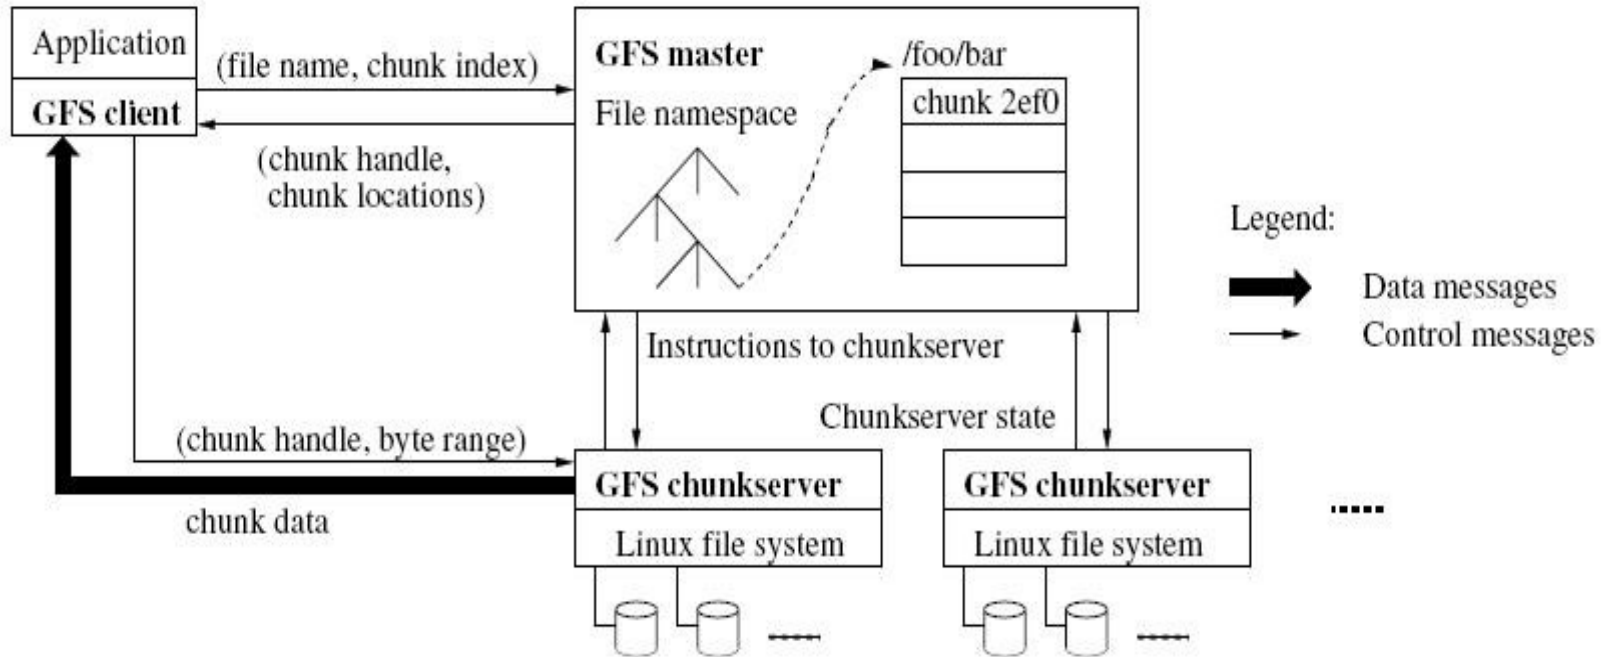 Application
GFS client
(file name, chunk index)
(chunk handle,
chunk locations)
GFS master
File namespace
/foo/bar
chunk 2ef0
Legend:
Data messages
Control messages
Instructions to chunkserver
Chunkserver state
(chunk handle, byte range)
chunk data
GFS chunkserver
Linux file system
GFS chunkserver
Linux file system